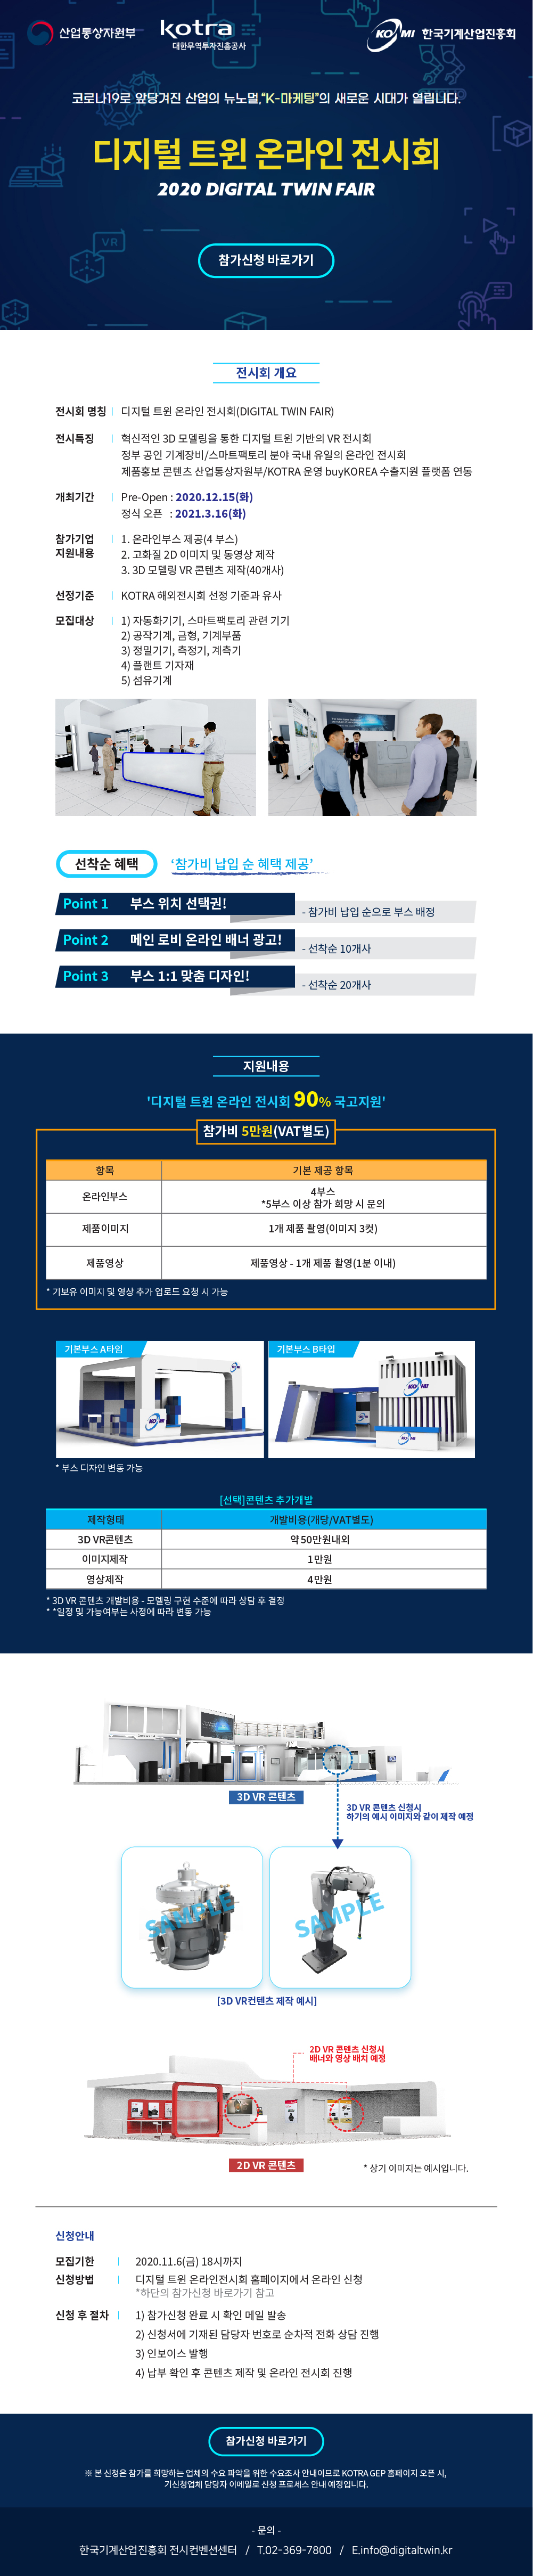 산업통상자원부
kotra
대한무역투자진흥공사
KOMI 한국기계산업진흥회
코로나19로 앞당겨진 산업의 뉴노멀,“K-마케팅”의 새로운 시대가 열립니다.
디지털 트윈 온라인 전시회
2020 DIGITAL TWIN FAIR
VR
참가신청 바로가기
전시회 개요
전시회 명칭 디지털 트윈 온라인 전시회(DIGITAL TWIN FAIR)
전시특징 혁신적인 3D 모델링을 통한 디지털 트윈 기반의 VR 전시회
정부 공인 기계장비/스마트팩토리 분야 국내 유일의 온라인 전시회
제품홍보 콘텐츠 산업통상자원부/KOTRA 운영 buyKOREA 수출지원 플랫폼 연동
개최기간 Pre-Open : 2020.12.15(화)
정식 오픈 : 2021.3.16(화)
참가기업 지원내용 1. 온라인부스 제공(4 부스)
2. 고화질 2D 이미지 및 동영상 제작
3. 3D 모델링 VR 콘텐츠 제작(40개사)
선정기준 KOTRA 해외전시회 선정 기준과 유사
모집대상 1) 자동화기기, 스마트팩토리 관련 기기
2) 공작기계, 금형, 기계부품
3) 정밀기기, 측정기, 계측기
4) 플랜트 기자재
5) 섬유기계
선착순 혜택 ‘참가비 납입 순 혜택 제공’
Point 1 부스 위치 선택권!
- 참가비 납입 순으로 부스 배정
Point 2 메인 로비 온라인 배너 광고!
- 선착순 10개사
Point 3 부스 1:1 맞춤 디자인!
- 선착순 20개사
지원내용
'디지털 트윈 온라인 전시회 90% 국고지원'
참가비 5만원(VAT별도)
항목 기본 제공 항목
온라인부스 4부스
*5부스 이상 참가 희망 시 문의
제품이미지 1개 제품 촬영(이미지 3컷)
제품영상 제품영상 - 1개 제품 촬영(1분 이내)
* 기보유 이미지 및 영상 추가 업로드 요청 시 가능
기본부스 A타임
기본부스 B타입
KOMI
KOMI
KOMI
* 부스 디자인 변동 가능
[선택]콘텐츠 추가개발
제작형태 개발비용(개당/VAT별도)
3D VR콘텐츠 약 50만원내외
이미지제작 1만원
영상제작 4만원
* 3D VR 콘텐츠 개발비용 - 모델링 구현 수준에 따라 상담 후 결정
* *일정 및 가능여부는 사정에 따라 변동 가능
3D VR 콘텐츠
3D VR 콘텐츠 신청시
하기의 예시 이미지와 같이 제작 예정
SAMPLE
SAMPLE
[3D VR컨텐츠 제작 예시]
2D VR 콘텐츠 신청시
배너와 영상 배치 예정
2D VR 콘텐츠
* 상기 이미지는 예시입니다.
신청안내
모집기한 2020.11.6(금) 18시까지
신청방법 디지털 트윈 온라인전시회 홈페이지에서 온라인 신청
*하단의 참가신청 바로가기 참고
신청 후 절차 1) 참가신청 완료 시 확인 메일 발송
2) 신청서에 기재된 담당자 번호로 순차적 전화 상담 진행
3) 인보이스 발행
4) 납부 확인 후 콘텐츠 제작 및 온라인 전시회 진행
참가신청 바로가기
※ 본 신청은 참가를 희망하는 업체의 수요 파악을 위한 수요조사 안내이므로 KOTRA GEP 홈페이지 오픈 시,
기신청업체 담당자 이메일로 신청 프로세스 안내 예정입니다.
- 문의 -
한국기계산업진흥회 전시컨벤션센터 / T.02-369-7800 / E.info@digitaltwin.kr